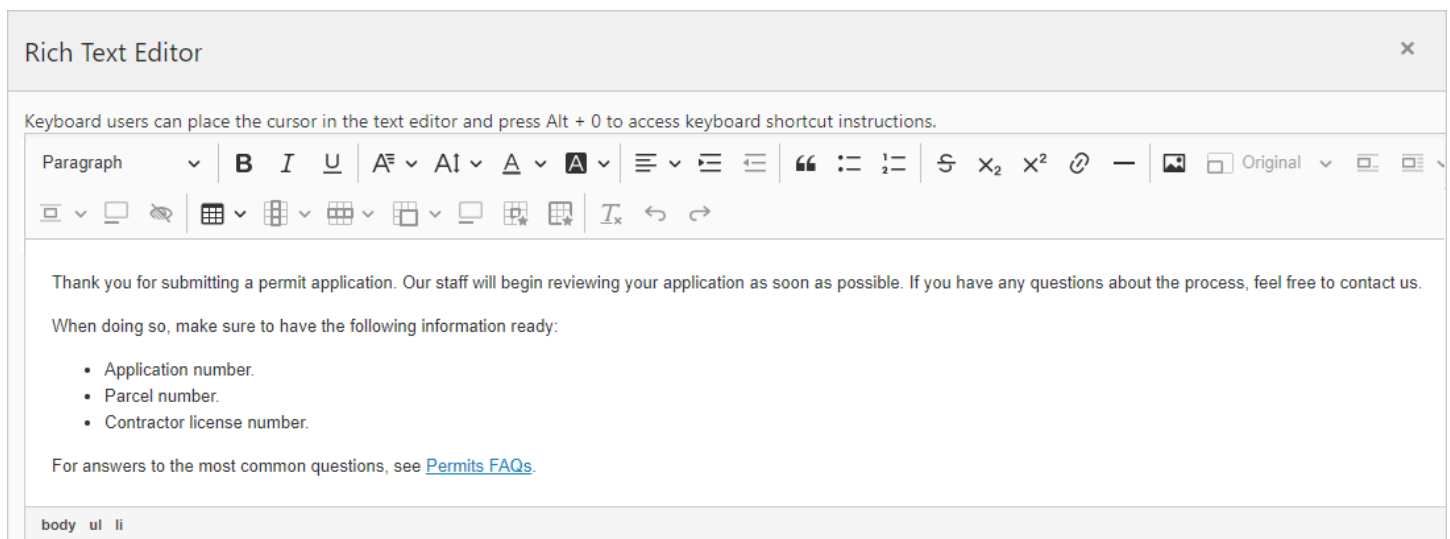 Rich Text Editor ×
Keyboard users can place the cursor in the text editor and press Alt + 0 to access keyboard shortcut instructions.
Paragraph B I U A A A A S X₂ X² Original
Tx
Thank you for submitting a permit application. Our staff will begin reviewing your application as soon as possible. If you have any questions about the process, feel free to contact us.
When doing so, make sure to have the following information ready:
• Application number.
• Parcel number.
• Contractor license number.
For answers to the most common questions, see Permits FAQs.
body ul li